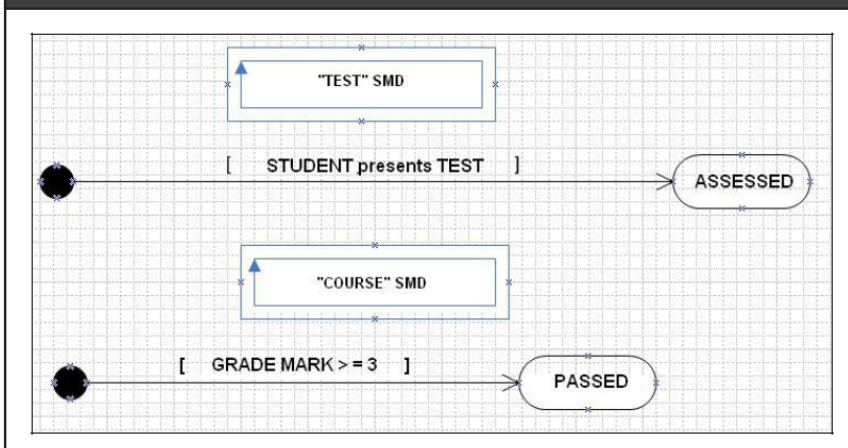 "TEST" SMD
[ STUDENT presents TEST ]
ASSESSED
"COURSE" SMD
[ GRADE MARK > = 3 ]
PASSED